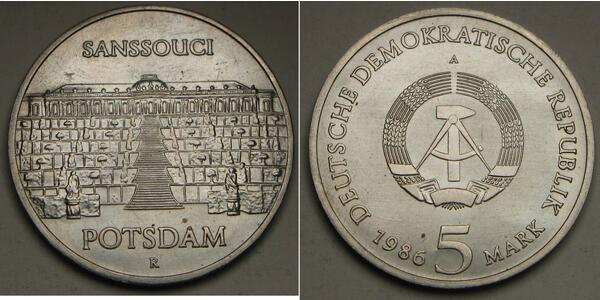 SANSSOUCI
POTSDAM
R
DEUTSCHE DEMOKRATISCHE REPUBLIK
A
1986 5 MARK